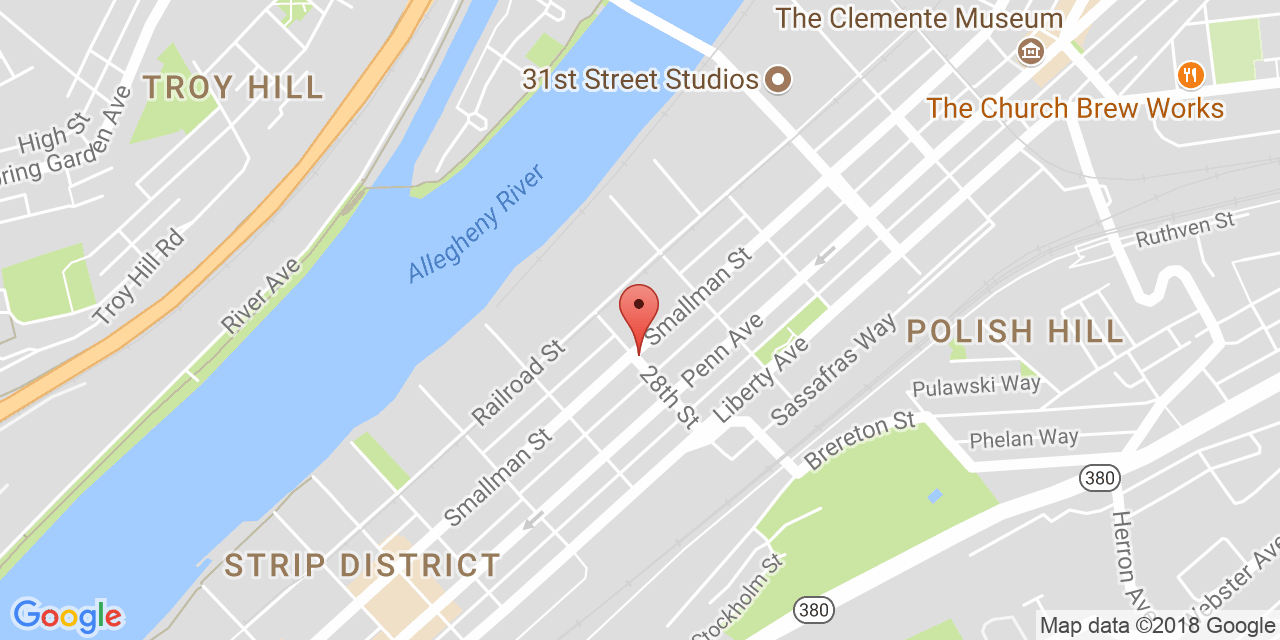 The Clemente Museum
31st Street Studios
TROY HILL
The Church Brew Works
High St
ring Garden Ave
Allegheny River
Ruthven St
Troy Hill Rd
River Ave
Smallman St
POLISH HILL
Penn Ave
Railroad St
Liberty Ave
Sassafras Way
28th St
Pulawski Way
Brereton St
Phelan Way
Smallman St
380
Herron Ave
STRIP DISTRICT
Stockholm St
Webster Ave
380
Google
Map data ©2018 Google